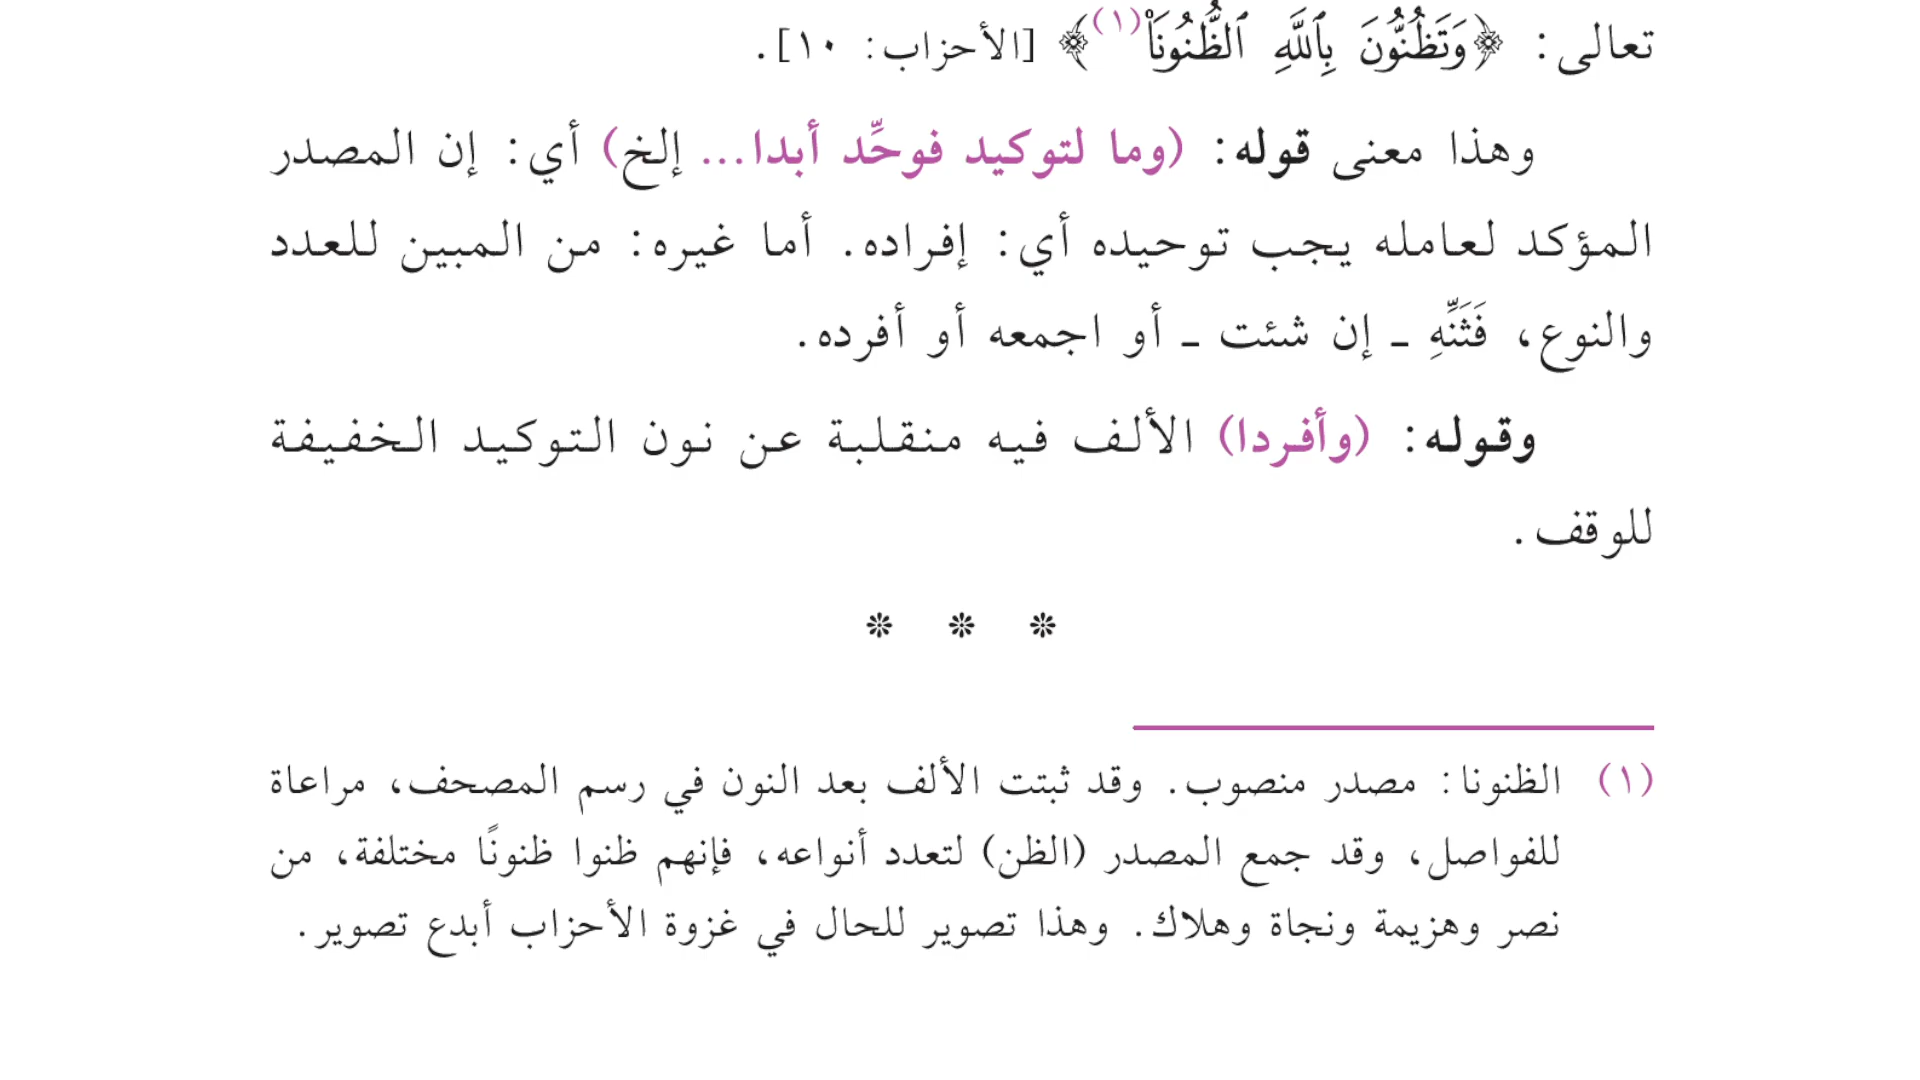 تعالى: ﴿وَتَظُنُّونَ بِٱللَّهِ ٱلظُّنُونَا۠(١)﴾ [الأحزاب: ١٠].
وهذا معنى قوله: (وما لتوكيد فوحِّد أبدا... إلخ) أي: إن المصدر
المؤكد لعامله يجب توحيده أي: إفراده. أما غيره: من المبين للعدد
والنوع، فَثَنِّهِ ـ إن شئت ـ أو اجمعه أو أفرده.
وقوله: (وأفردا) الألف فيه منقلبة عن نون التوكيد الخفيفة
للوقف.
❊ ❊ ❊
(١) الظنونا: مصدر منصوب. وقد ثبتت الألف بعد النون في رسم المصحف، مراعاة
للفواصل، وقد جمع المصدر (الظن) لتعدد أنواعه، فإنهم ظنوا ظنونًا مختلفة، من
نصر وهزيمة ونجاة وهلاك. وهذا تصوير للحال في غزوة الأحزاب أبدع تصوير.